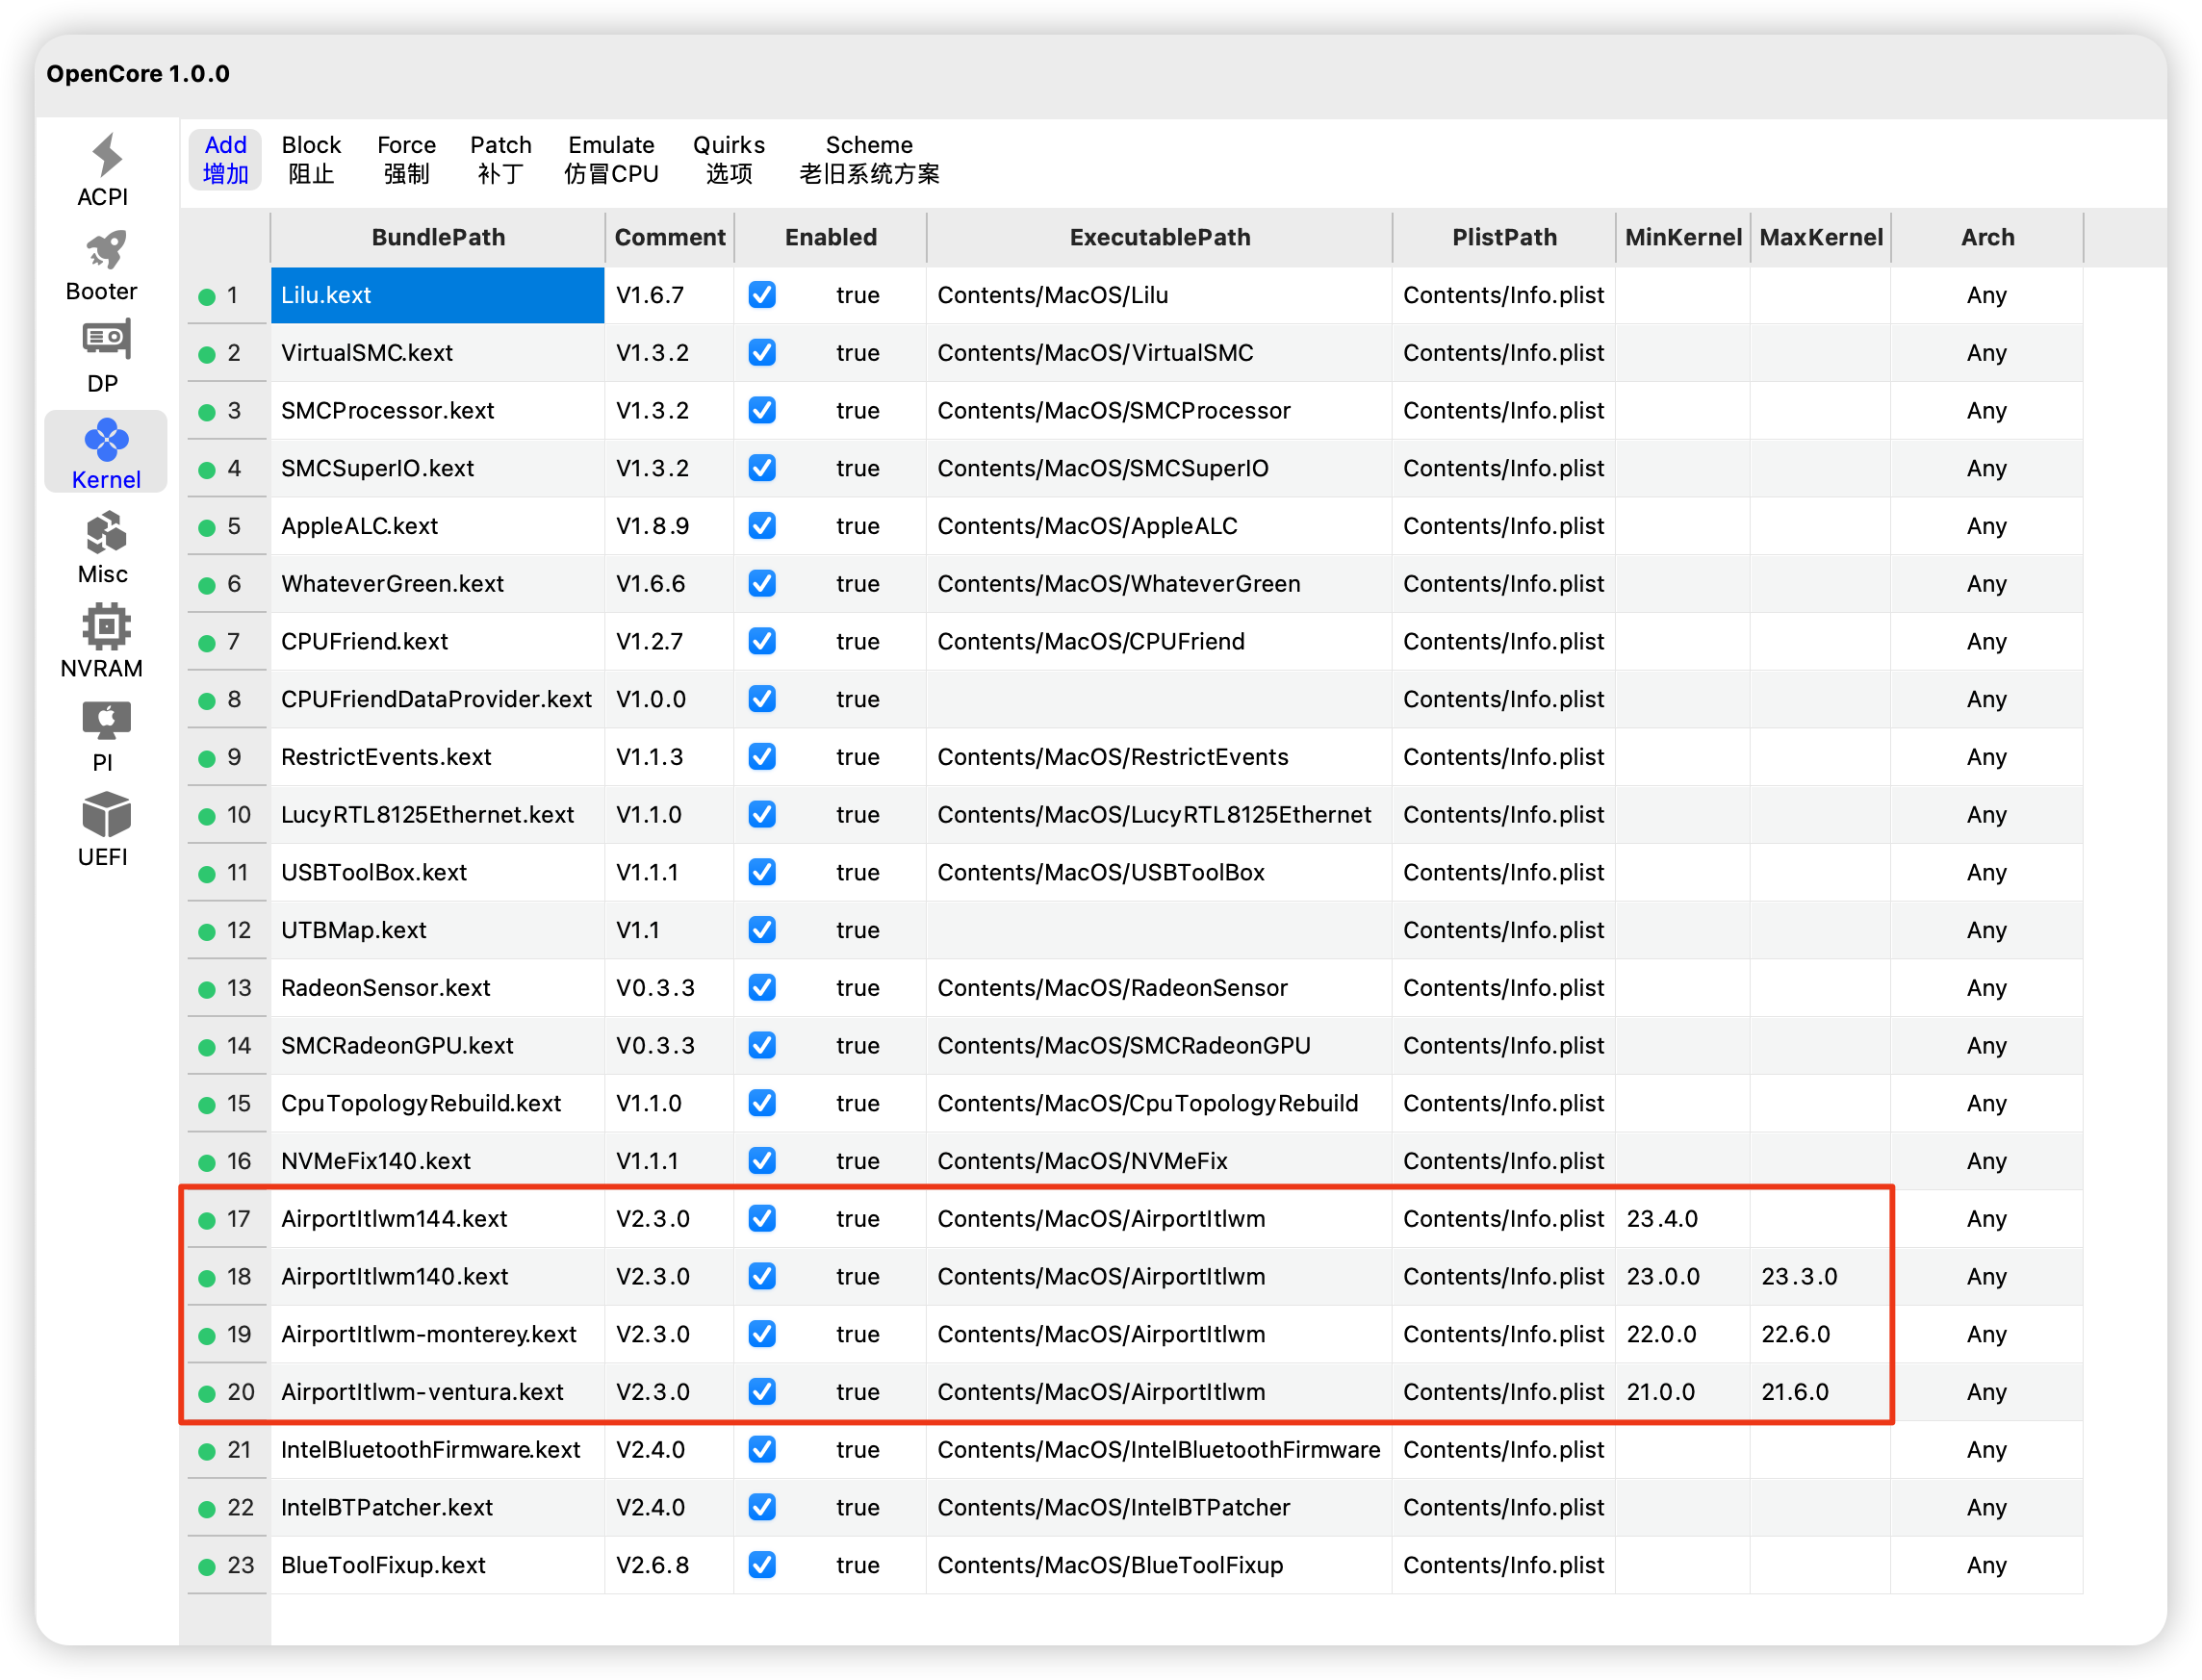 OpenCore 1.0.0
ACPI
Booter
DP
Kernel
Misc
NVRAM
PI
UEFI
Add Block Force Patch Emulate Quirks Scheme
增加 阻止 强制 补丁 仿冒CPU 选项 老旧系统方案
BundlePath Comment Enabled ExecutablePath PlistPath MinKernel MaxKernel Arch
1 Lilu.kext V1.6.7 true Contents/MacOS/Lilu Contents/Info.plist Any
2 VirtualSMC.kext V1.3.2 true Contents/MacOS/VirtualSMC Contents/Info.plist Any
3 SMCProcessor.kext V1.3.2 true Contents/MacOS/SMCProcessor Contents/Info.plist Any
4 SMCSuperIO.kext V1.3.2 true Contents/MacOS/SMCSuperIO Contents/Info.plist Any
5 AppleALC.kext V1.8.9 true Contents/MacOS/AppleALC Contents/Info.plist Any
6 WhateverGreen.kext V1.6.6 true Contents/MacOS/WhateverGreen Contents/Info.plist Any
7 CPUFriend.kext V1.2.7 true Contents/MacOS/CPUFriend Contents/Info.plist Any
8 CPUFriendDataProvider.kext V1.0.0 true Contents/Info.plist Any
9 RestrictEvents.kext V1.1.3 true Contents/MacOS/RestrictEvents Contents/Info.plist Any
10 LucyRTL8125Ethernet.kext V1.1.0 true Contents/MacOS/LucyRTL8125Ethernet Contents/Info.plist Any
11 USBToolBox.kext V1.1.1 true Contents/MacOS/USBToolBox Contents/Info.plist Any
12 UTBMap.kext V1.1 true Contents/Info.plist Any
13 RadeonSensor.kext V0.3.3 true Contents/MacOS/RadeonSensor Contents/Info.plist Any
14 SMCRadeonGPU.kext V0.3.3 true Contents/MacOS/SMCRadeonGPU Contents/Info.plist Any
15 CpuTopologyRebuild.kext V1.1.0 true Contents/MacOS/CpuTopologyRebuild Contents/Info.plist Any
16 NVMeFix140.kext V1.1.1 true Contents/MacOS/NVMeFix Contents/Info.plist Any
17 AirportItlwm144.kext V2.3.0 true Contents/MacOS/AirportItlwm Contents/Info.plist 23.4.0 Any
18 AirportItlwm140.kext V2.3.0 true Contents/MacOS/AirportItlwm Contents/Info.plist 23.0.0 23.3.0 Any
19 AirportItlwm-monterey.kext V2.3.0 true Contents/MacOS/AirportItlwm Contents/Info.plist 22.0.0 22.6.0 Any
20 AirportItlwm-ventura.kext V2.3.0 true Contents/MacOS/AirportItlwm Contents/Info.plist 21.0.0 21.6.0 Any
21 IntelBluetoothFirmware.kext V2.4.0 true Contents/MacOS/IntelBluetoothFirmware Contents/Info.plist Any
22 IntelBTPatcher.kext V2.4.0 true Contents/MacOS/IntelBTPatcher Contents/Info.plist Any
23 BlueToolFixup.kext V2.6.8 true Contents/MacOS/BlueToolFixup Contents/Info.plist Any